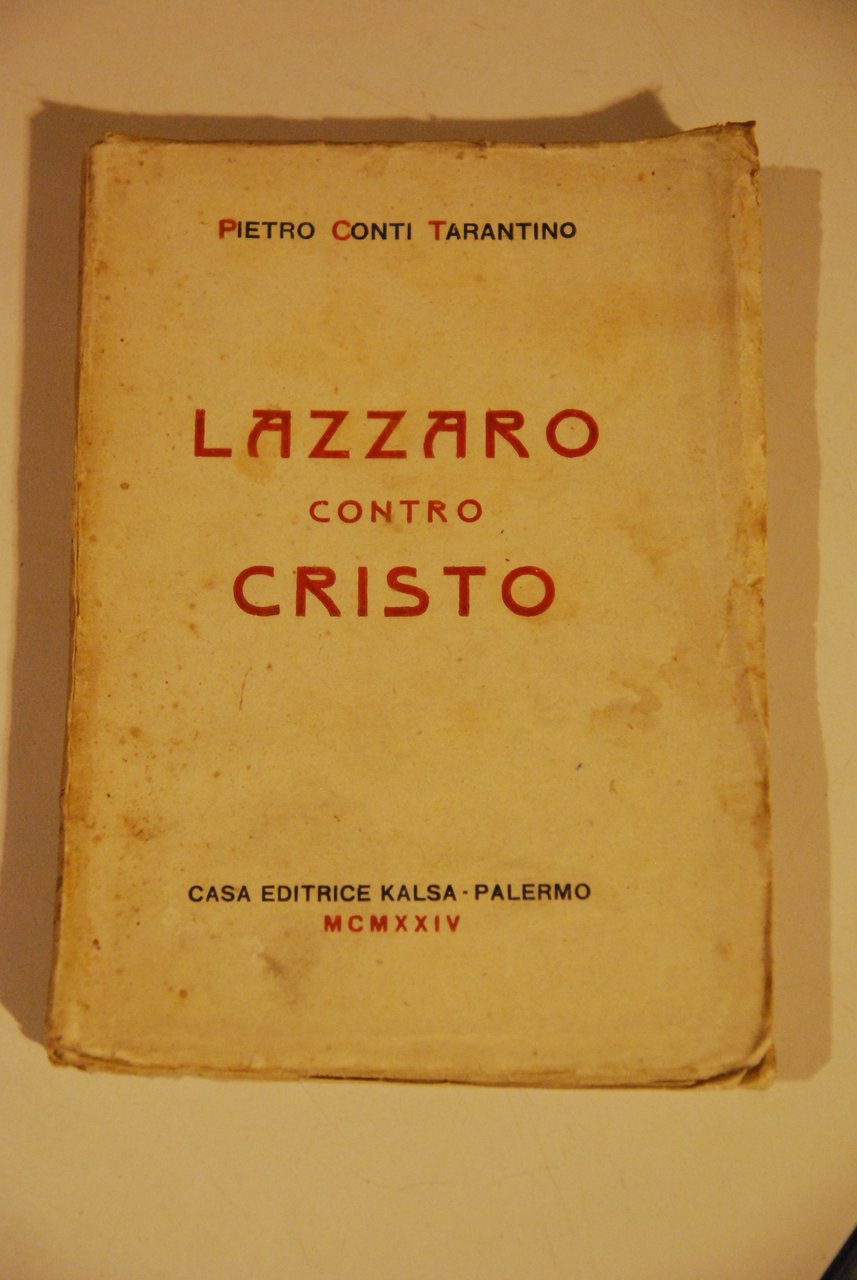 PIETRO CONTI TARANTINO
LAZZARO
CONTRO
CRISTO
CASA EDITRICE KALSA - PALERMO
MCMXXIV